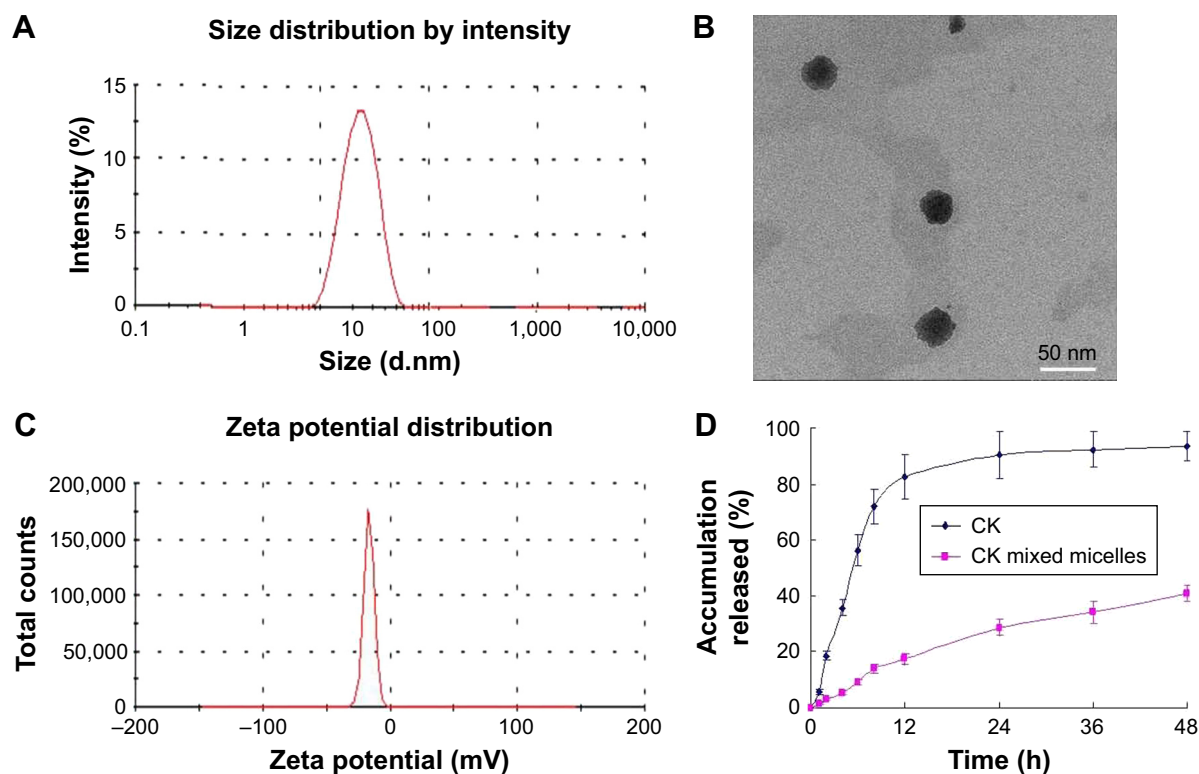 A
Size distribution by intensity
Intensity (%)
15
10
5
0
0.1
1
10
100
1,000
10,000
Size (d.nm)
B
50 nm
C
Zeta potential distribution
Total counts
200,000
150,000
100,000
50,000
0
–200
–100
0
100
200
Zeta potential (mV)
D
Accumulation
released (%)
100
80
60
40
20
0
CK
CK mixed micelles
0
12
24
36
48
Time (h)